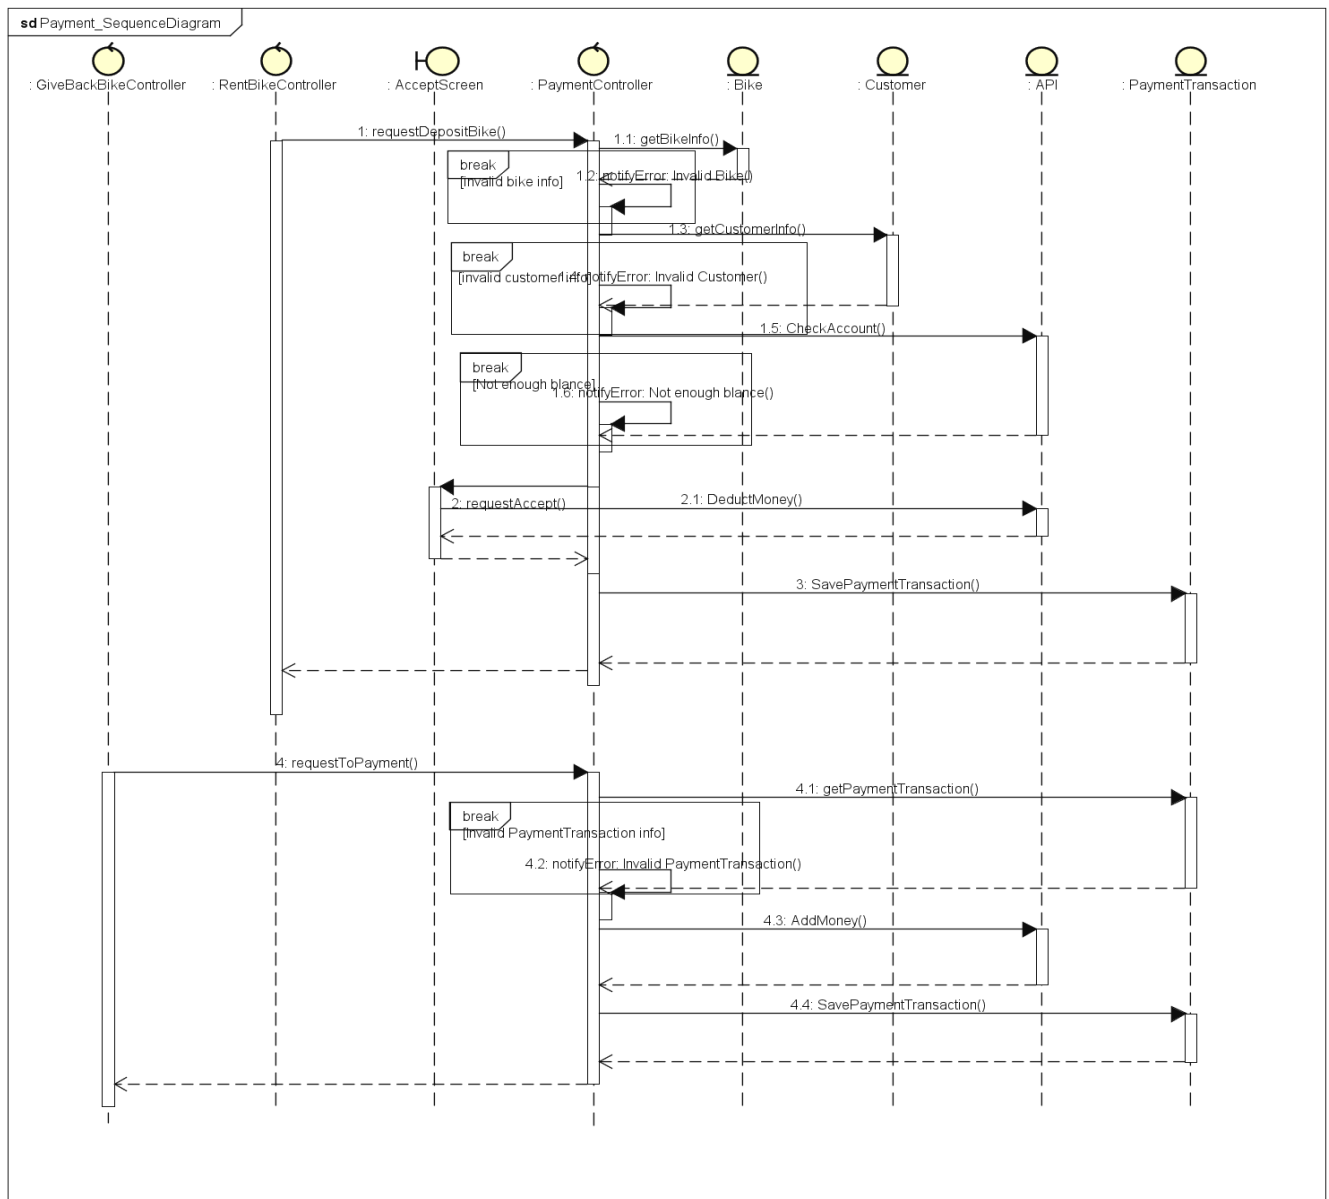 sd Payment_SequenceDiagram
: GiveBackBikeController
: RentBikeController
: AcceptScreen
: PaymentController
: Bike
: Customer
: API
: PaymentTransaction
1: requestDepositBike()
1.1: getBikeInfo()
break
[invalid bike info]
1.2: notifyError: Invalid Bike()
1.3: getCustomerInfo()
break
[invalid customer info]
1.4: notifyError: Invalid Customer()
1.5: CheckAccount()
break
[Not enough blance]
1.6: notifyError: Not enough blance()
2: requestAccept()
2.1: DeductMoney()
3: SavePaymentTransaction()
4: requestToPayment()
4.1: getPaymentTransaction()
break
[Invalid PaymentTransaction info]
4.2: notifyError: Invalid PaymentTransaction()
4.3: AddMoney()
4.4: SavePaymentTransaction()